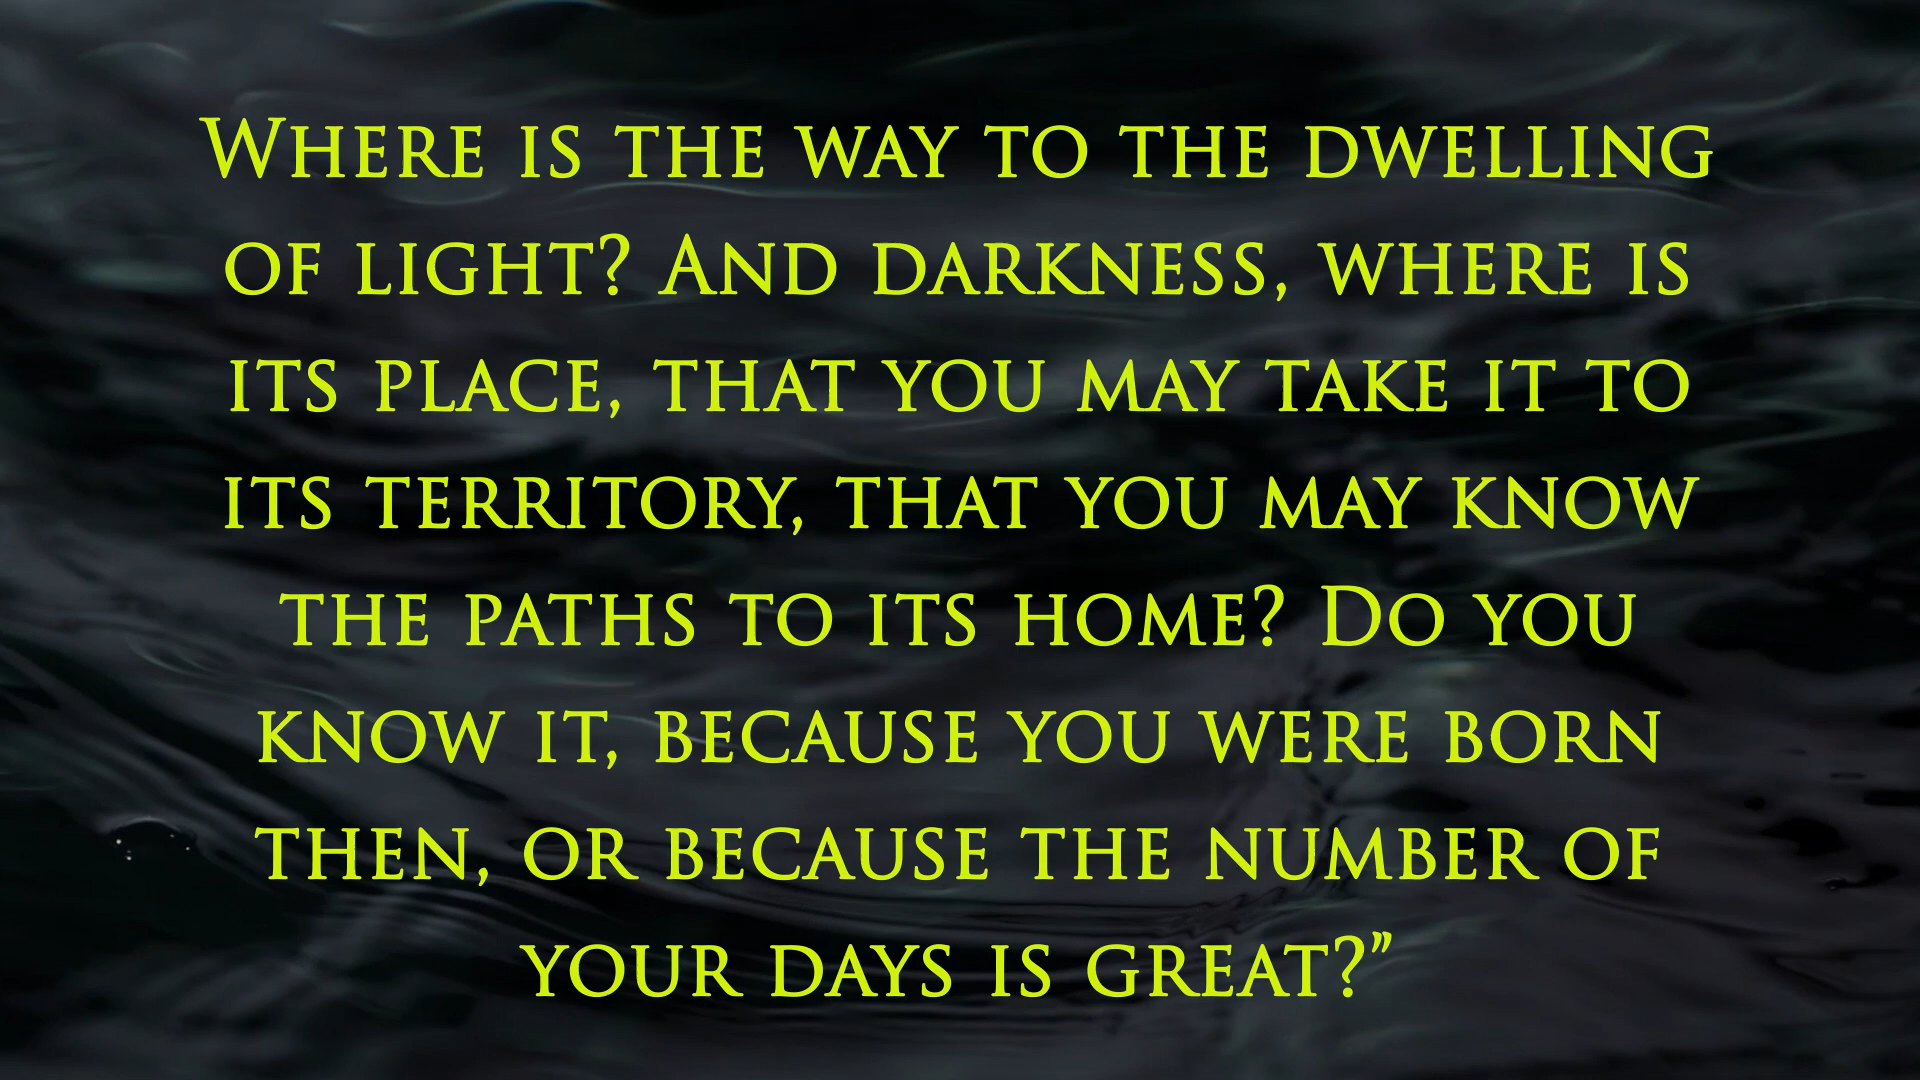 Where is the way to the dwelling
of light? And darkness, where is
its place, that you may take it to
its territory, that you may know
the paths to its home? Do you
know it, because you were born
then, or because the number of
your days is great?”